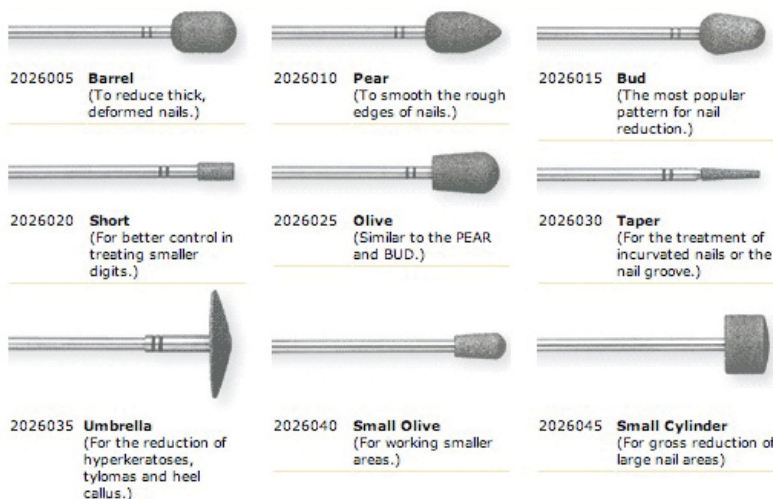 2026005 Barrel
(To reduce thick,
deformed nails.)
2026010 Pear
(To smooth the rough
edges of nails.)
2026015 Bud
(The most popular
pattern for nail
reduction.)
2026020 Short
(For better control in
treating smaller
digits.)
2026025 Olive
(Similar to the PEAR
and BUD.)
2026030 Taper
(For the treatment of
incurvated nails or the
nail groove.)
2026035 Umbrella
(For the reduction of
hyperkeratoses,
tylomas and heel
callus.)
2026040 Small Olive
(For working smaller
areas.)
2026045 Small Cylinder
(For gross reduction of
large nail areas)